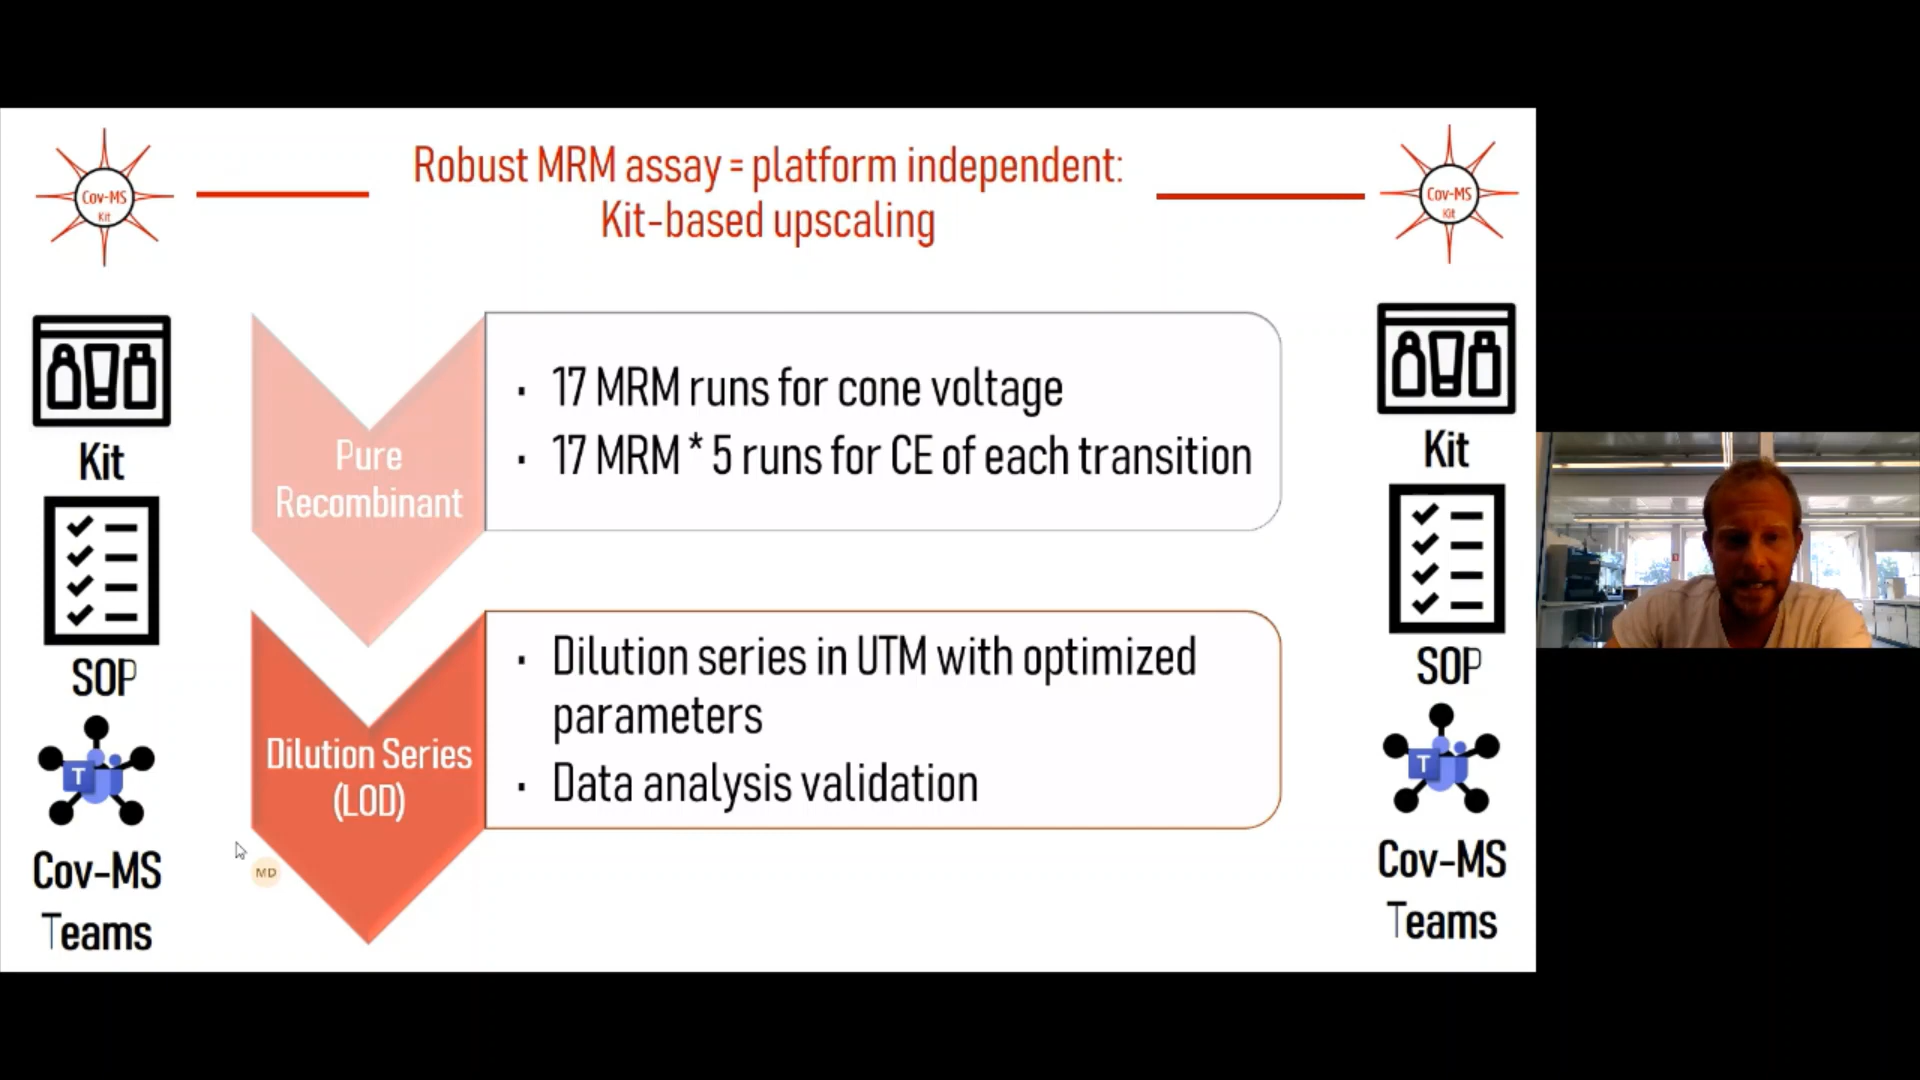 Robust MRM assay = platform independent:
Kit-based upscaling
Cov-MS
Kit
Cov-MS
Kit
Kit
SOP
T
Cov-MS
Teams
Pure
Recombinant
· 17 MRM runs for cone voltage
· 17 MRM * 5 runs for CE of each transition
Dilution Series
(LOD)
· Dilution series in UTM with optimized
parameters
· Data analysis validation
MD
Kit
SOP
T
Cov-MS
Teams